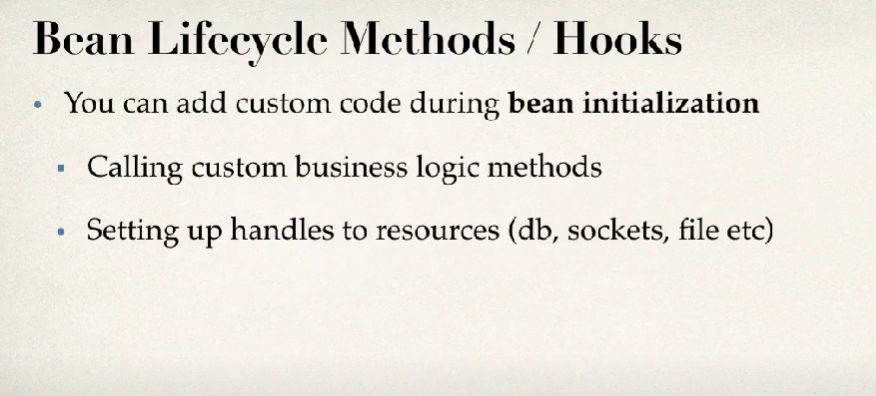 Bean Lifecycle Methods / Hooks
• You can add custom code during bean initialization
▪ Calling custom business logic methods
• Setting up handles to resources (db, sockets, file etc)